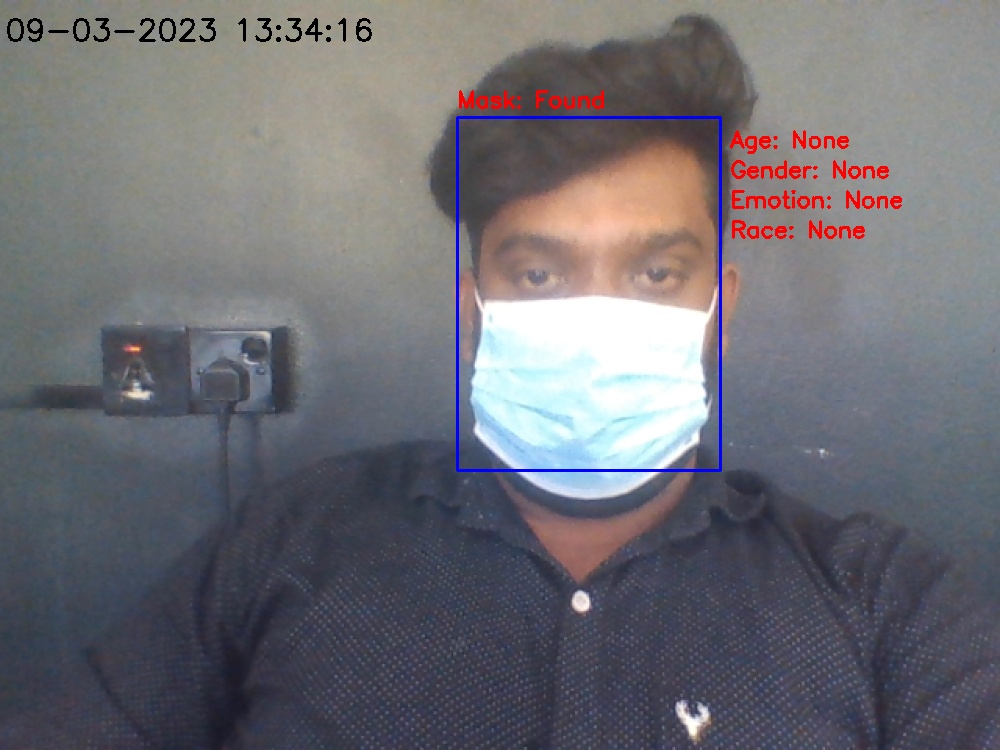 09-03-2023 13:34:16
Mask: Found
Age: None
Gender: None
Emotion: None
Race: None